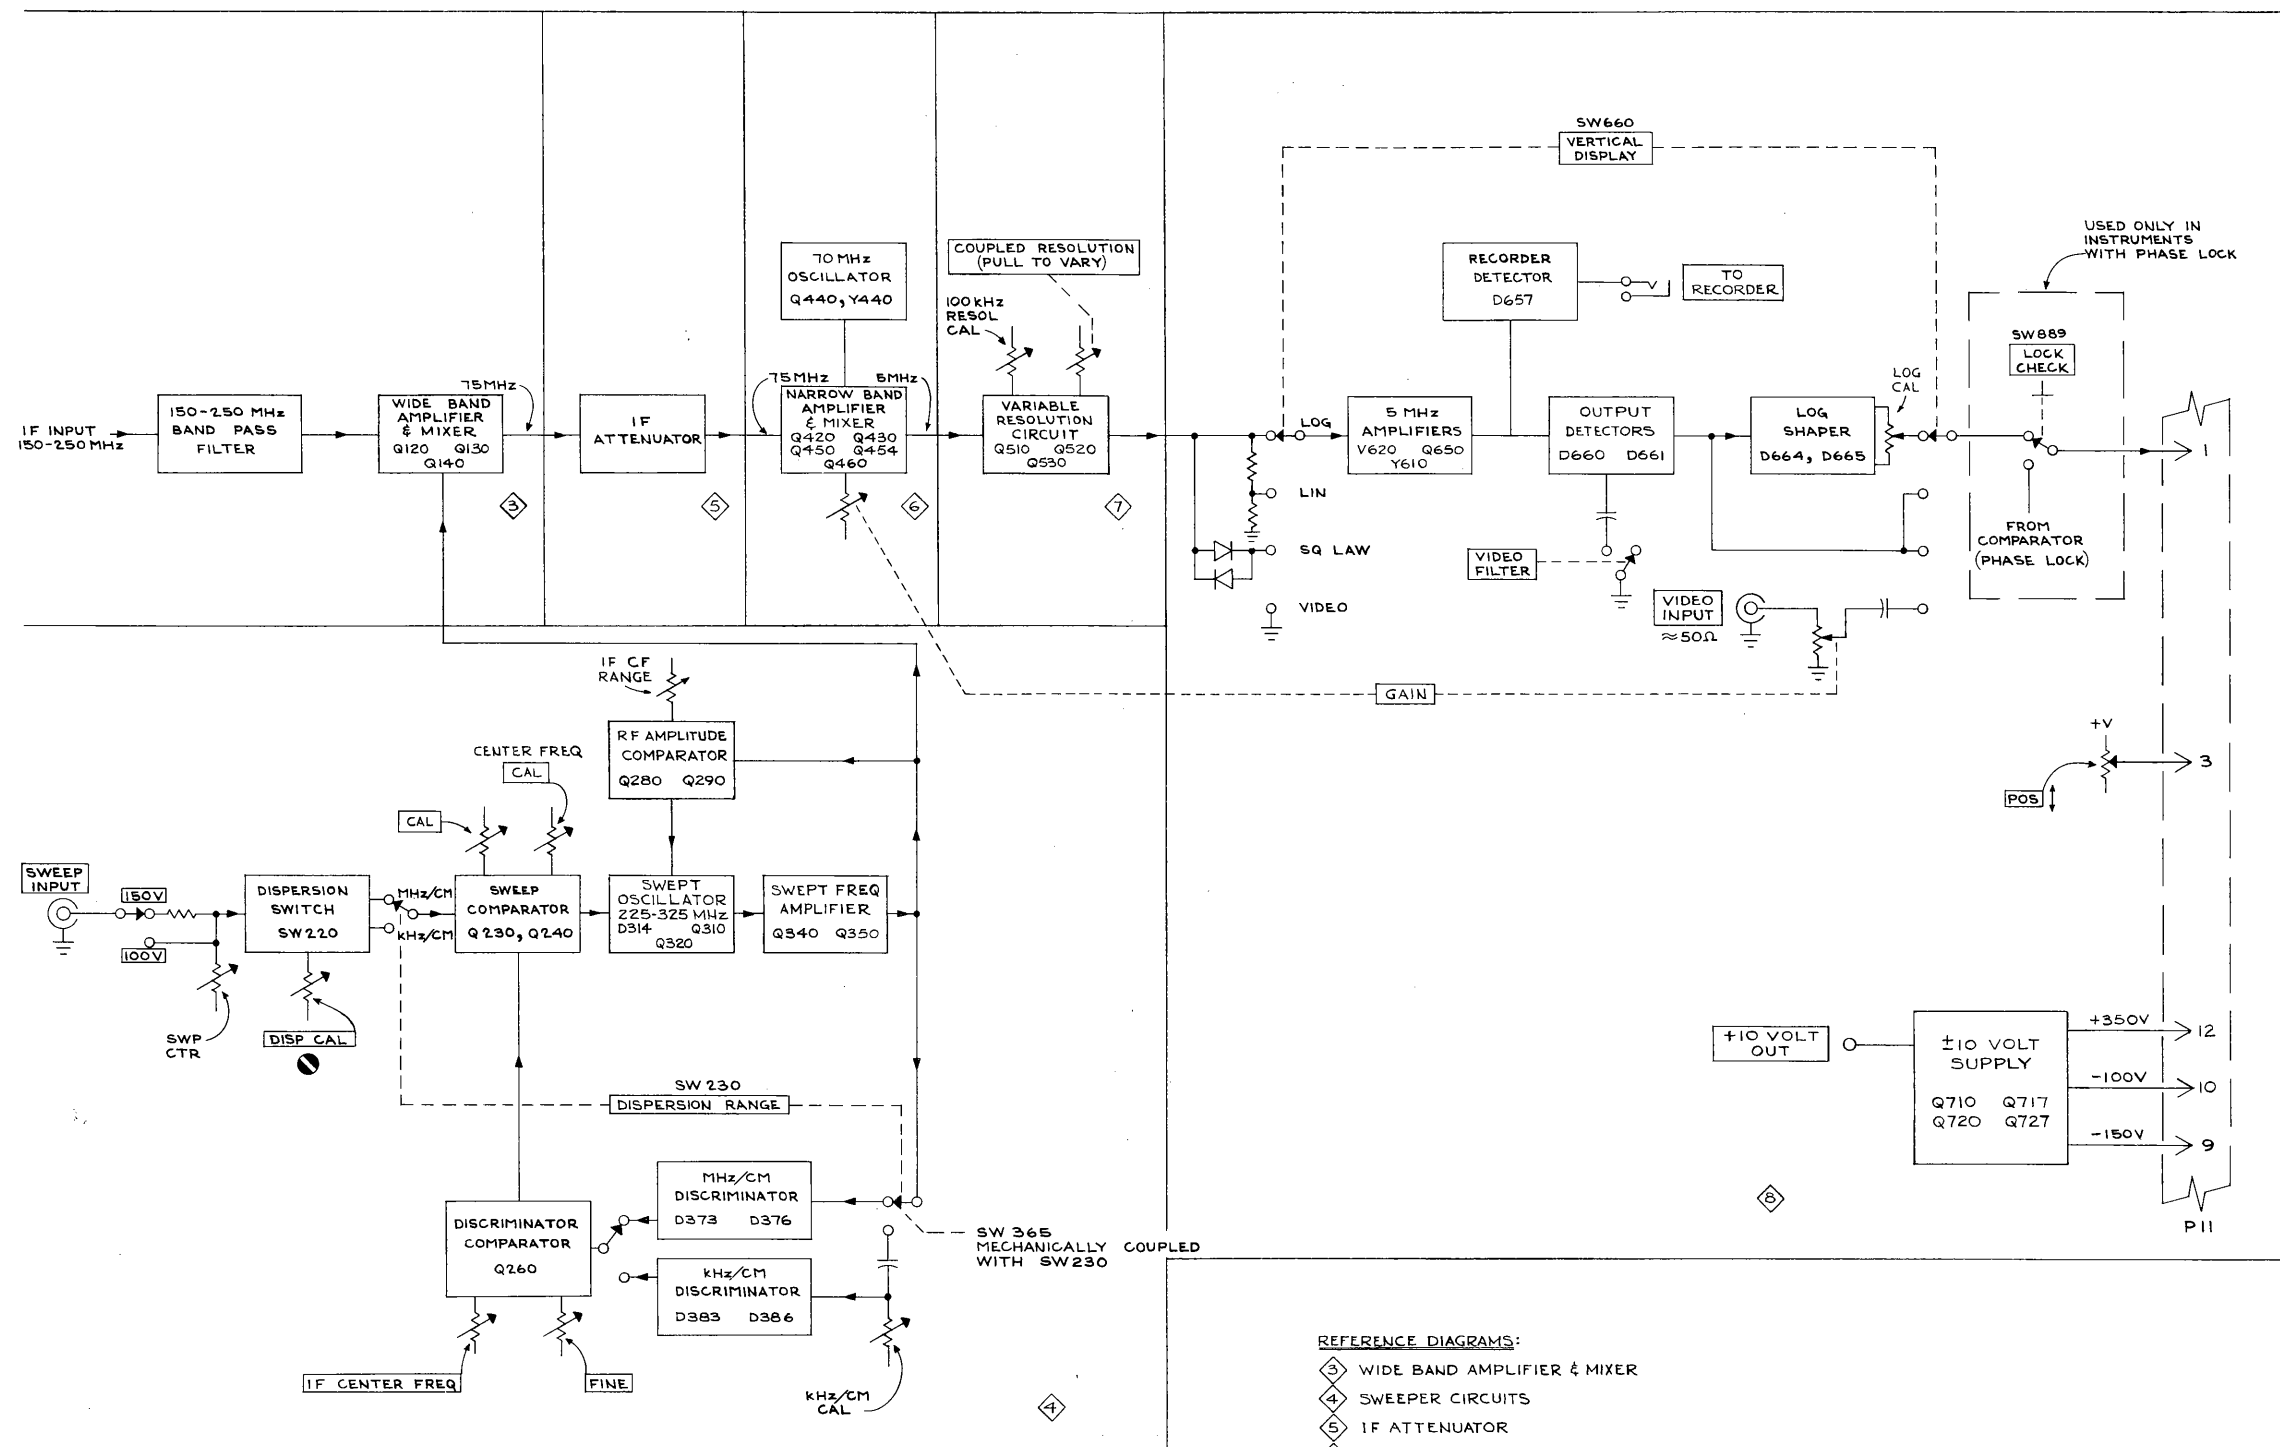 SW660
VERTICAL
DISPLAY
USED ONLY IN
INSTRUMENTS
WITH PHASE LOCK
70 MHz
OSCILLATOR
Q440, Y440
COUPLED RESOLUTION
(PULL TO VARY)
100 kHz
RESOL
CAL
RECORDER
DETECTOR
D657
TO
RECORDER
SW889
LOCK
CHECK
LOG
CAL
IF INPUT
150-250 MHz
150-250 MHz
BAND PASS
FILTER
WIDE BAND
AMPLIFIER
& MIXER
Q120 Q130
Q140
75MHz
3
IF
ATTENUATOR
5
75MHz
NARROW BAND
AMPLIFIER
& MIXER
Q420 Q430
Q450 Q454
Q460
5MHz
6
VARIABLE
RESOLUTION
CIRCUIT
Q510 Q520
Q530
7
LOG
LIN
SQ LAW
VIDEO
5 MHz
AMPLIFIERS
V620 Q650
Y610
OUTPUT
DETECTORS
D660 D661
LOG
SHAPER
D664, D665
1
FROM
COMPARATOR
(PHASE LOCK)
VIDEO
FILTER
VIDEO
INPUT
≈50Ω
GAIN
IF CF
RANGE
RF AMPLITUDE
COMPARATOR
Q280 Q290
CENTER FREQ
CAL
CAL
+V
3
POS
SWEEP
INPUT
150V
100V
DISPERSION
SWITCH
SW220
MHz/CM
kHz/CM
SWEEP
COMPARATOR
Q230, Q240
SWEPT
OSCILLATOR
225-325 MHz
D314 Q310
Q320
SWEPT FREQ
AMPLIFIER
Q340 Q350
SWP
CTR
DISP CAL
SW 230
DISPERSION RANGE
+10 VOLT
OUT
±10 VOLT
SUPPLY
Q710 Q717
Q720 Q727
+350V
12
-100V
10
-150V
9
P11
8
DISCRIMINATOR
COMPARATOR
Q260
MHz/CM
DISCRIMINATOR
D373 D376
kHz/CM
DISCRIMINATOR
D383 D386
SW 365
MECHANICALLY COUPLED
WITH SW230
IF CENTER FREQ
FINE
kHz/CM
CAL
4
REFERENCE DIAGRAMS:
3 WIDE BAND AMPLIFIER & MIXER
4 SWEEPER CIRCUITS
5 IF ATTENUATOR